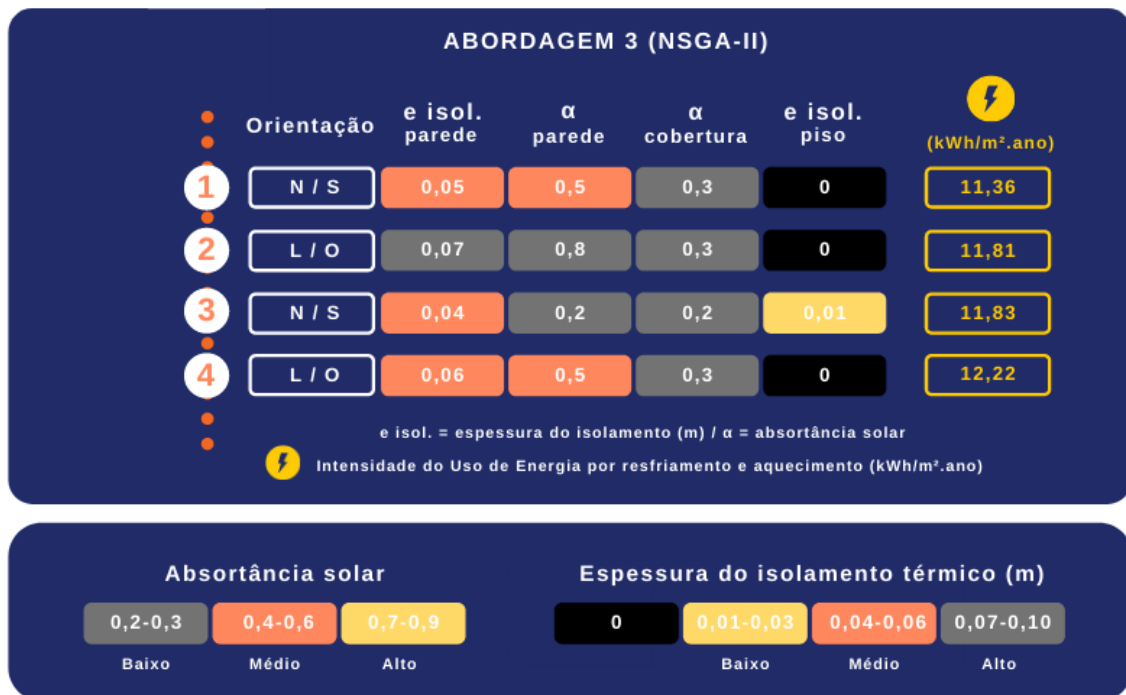 ABORDAGEM 3 (NSGA-II)
Orientação e isol. parede α parede α cobertura e isol. piso (kWh/m².ano)
1 N / S 0,05 0,5 0,3 0 11,36
2 L / O 0,07 0,8 0,3 0 11,81
3 N / S 0,04 0,2 0,2 0,01 11,83
4 L / O 0,06 0,5 0,3 0 12,22
e isol. = espessura do isolamento (m) / α = absortância solar
Intensidade do Uso de Energia por resfriamento e aquecimento (kWh/m².ano)
Absortância solar
0,2-0,3 0,4-0,6 0,7-0,9
Baixo Médio Alto
Espessura do isolamento térmico (m)
0 0,01-0,03 0,04-0,06 0,07-0,10
Baixo Médio Alto